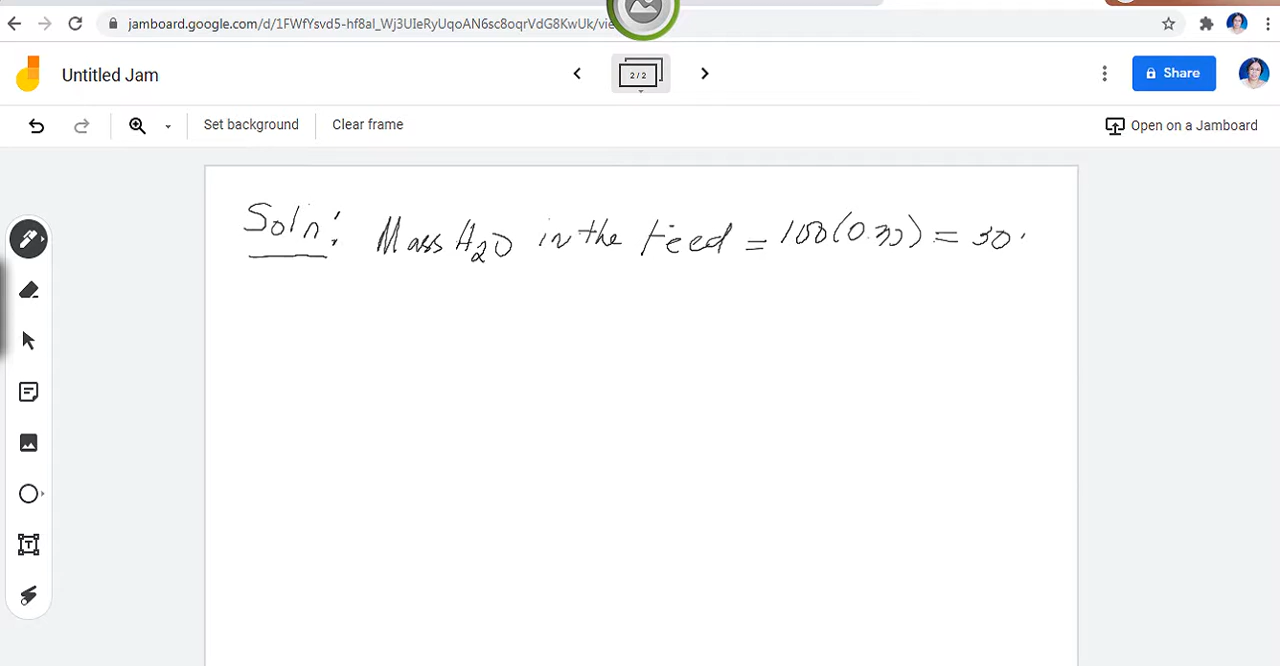 jamboard.google.com/d/1FWfYsvd5-hf8al_Wj3UIeRyUqoAN6sc8oqrVdG8KwUk/vie
Untitled Jam
2 / 2
Share
Set background
Clear frame
Open on a Jamboard
Sol'n: Mass H2O in the Feed = 100(0.30) = 30